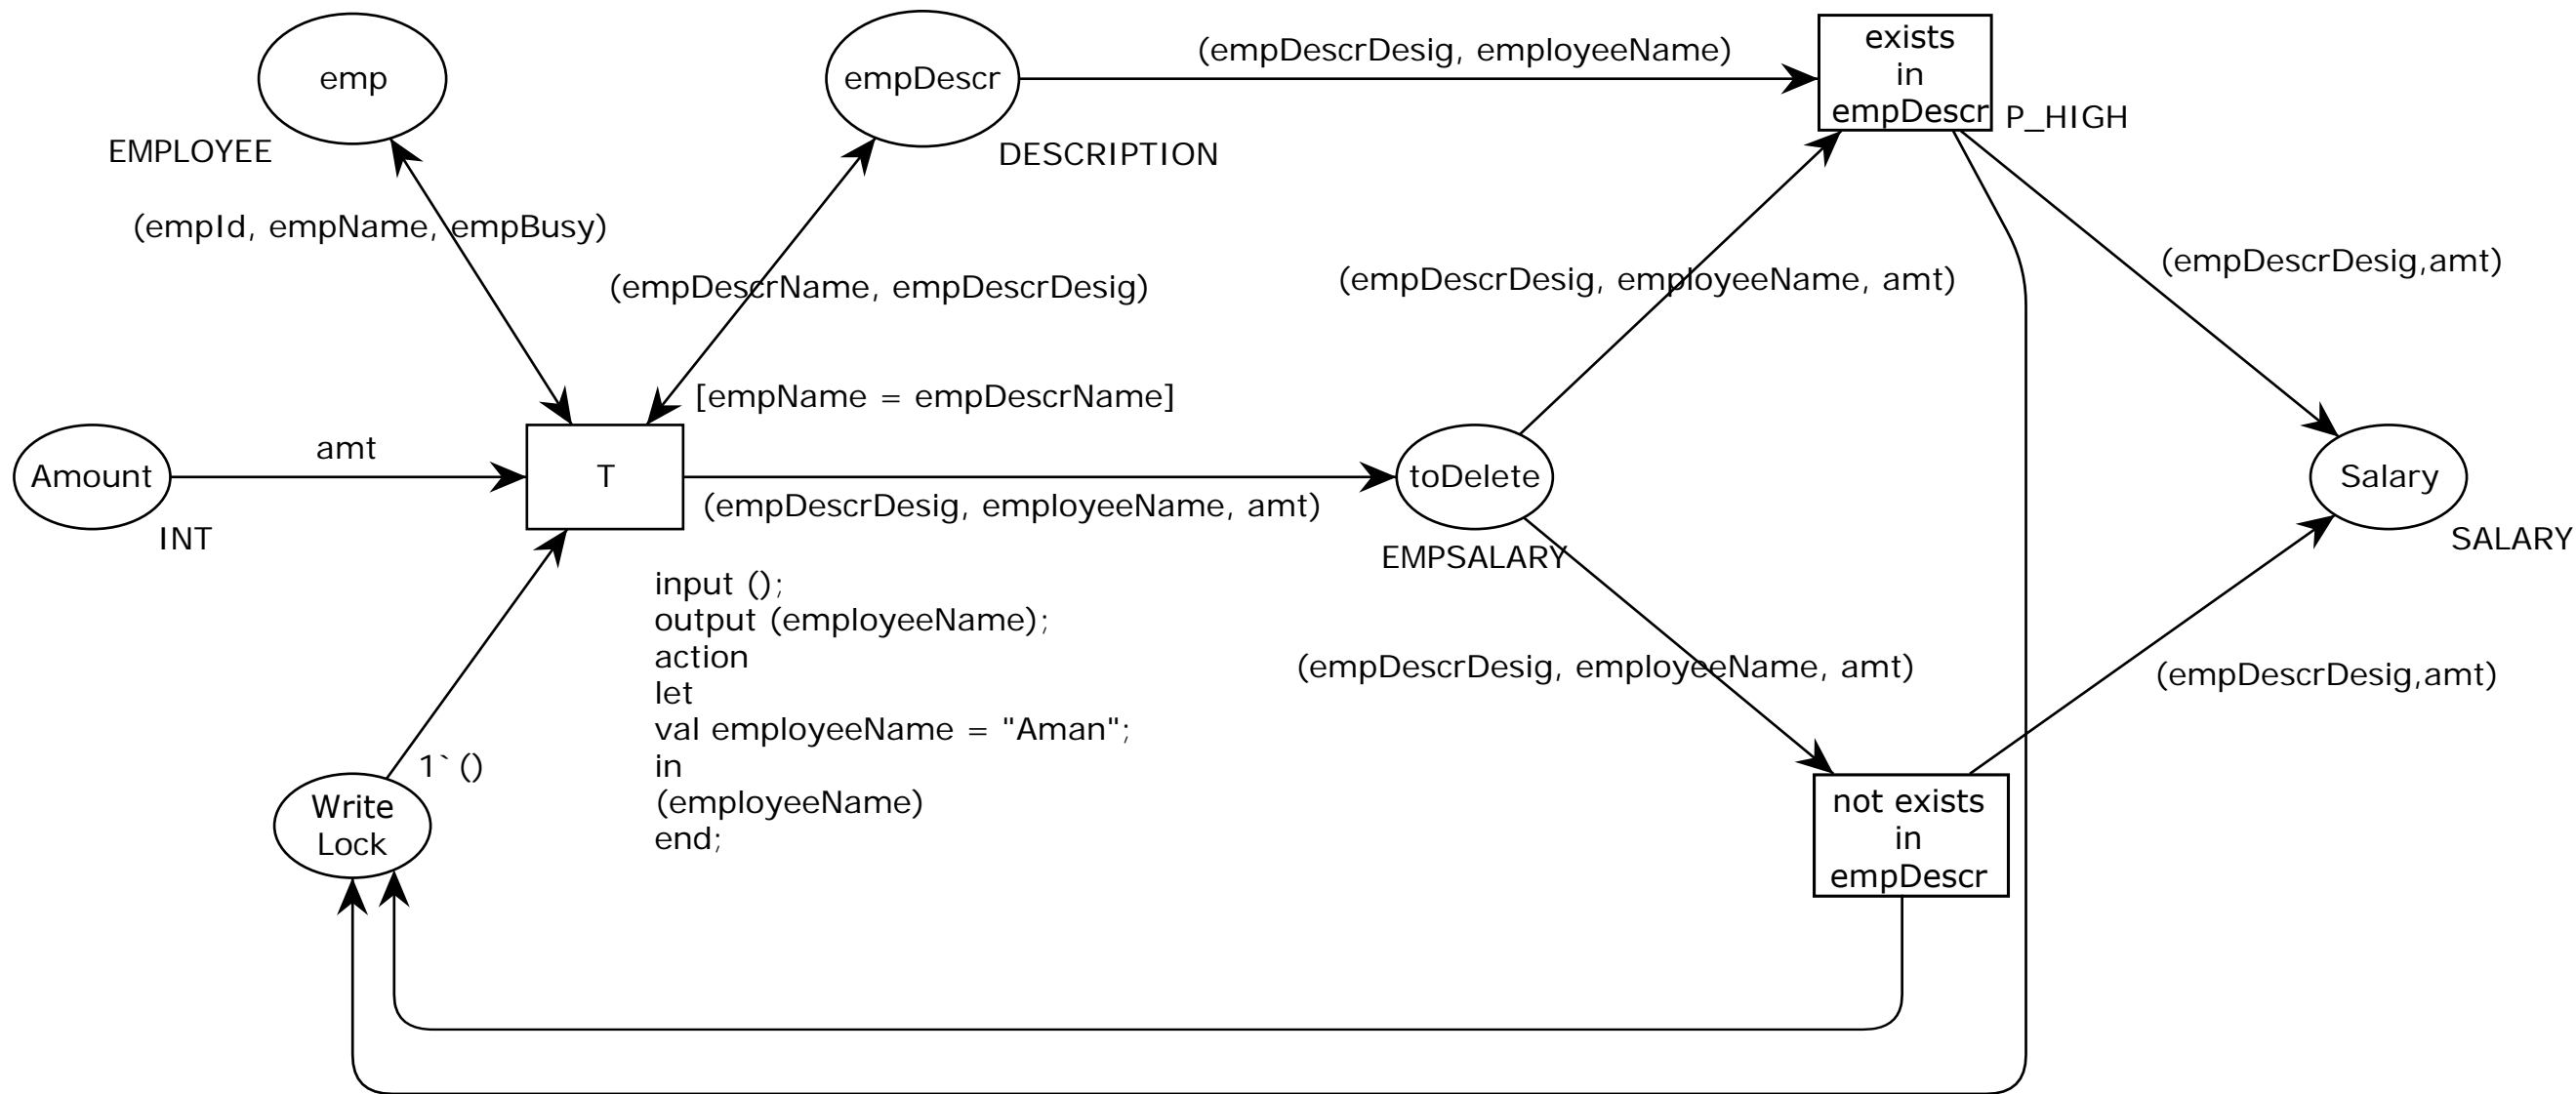 emp
EMPLOYEE
empDescr
DESCRIPTION
(empDescrDesig, employeeName)
exists
in
empDescr
P_HIGH
(empId, empName, empBusy)
(empDescrName, empDescrDesig)
(empDescrDesig, employeeName, amt)
(empDescrDesig,amt)
[empName = empDescrName]
Amount
INT
amt
T
(empDescrDesig, employeeName, amt)
toDelete
EMPSALARY
Salary
SALARY
input ();
output (employeeName);
action
let
val employeeName = "Aman";
in
(employeeName)
end;
(empDescrDesig, employeeName, amt)
(empDescrDesig,amt)
1`()
Write
Lock
not exists
in
empDescr